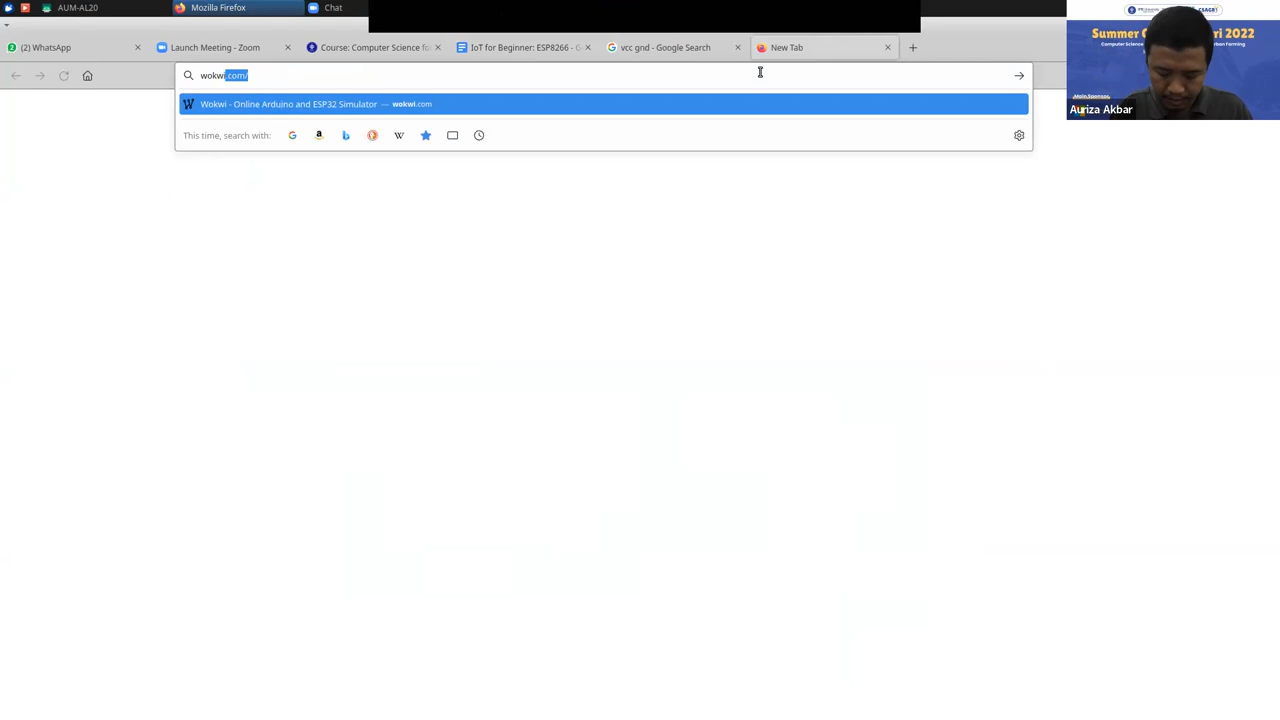 AUM-AL20
Mozilla Firefox
Chat
(2) WhatsApp
Launch Meeting - Zoom
Course: Computer Science fo
IoT for Beginner: ESP8266 - G
vcc gnd - Google Search
New Tab
wokwi.com/
Wokwi - Online Arduino and ESP32 Simulator — wokwi.com
This time, search with:
2022
Auriza Akbar